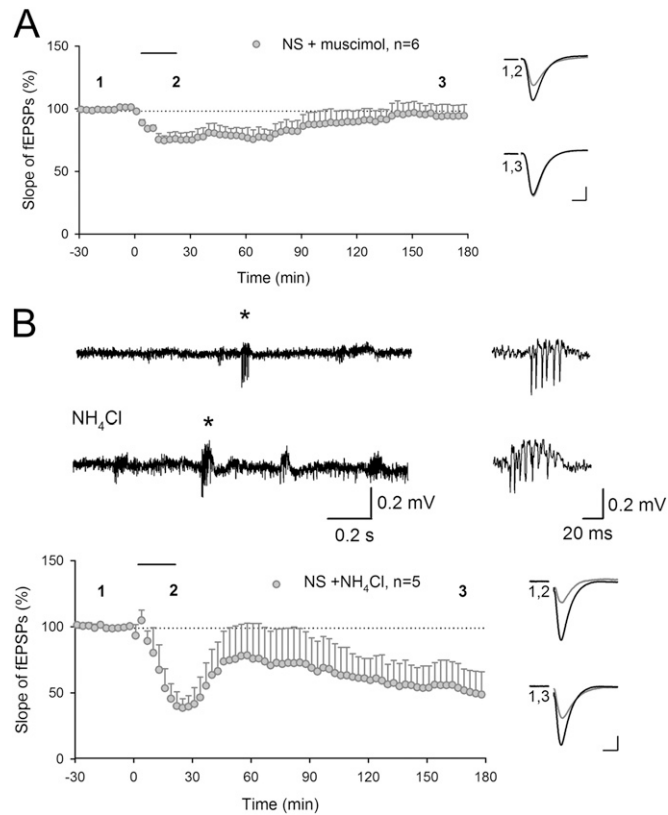 A
NS + muscimol, n=6
1 2 3
150
100
50
0
Slope of fEPSPs (%)
-30 0 30 60 90 120 150 180
Time (min)
1,2
1,3
B
*
NH₄Cl
*
0.2 mV
0.2 s
0.2 mV
20 ms
NS +NH₄Cl, n=5
1 2 3
150
100
50
0
Slope of fEPSPs (%)
-30 0 30 60 90 120 130 150 180
Time (min)
1,2
1,3